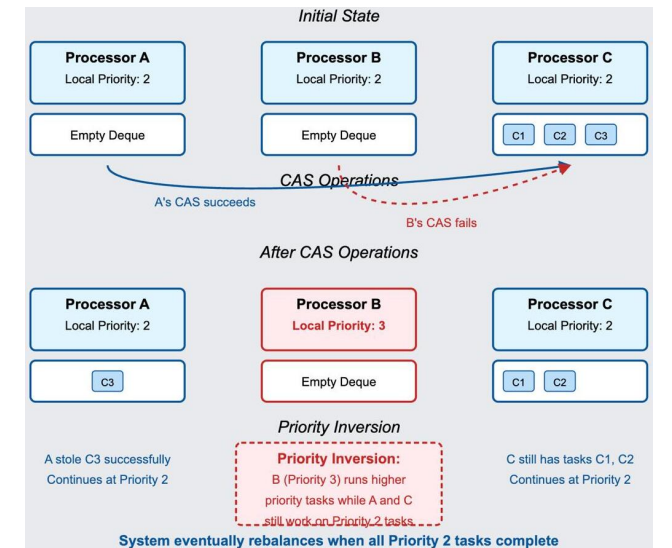 Initial State
Processor A
Local Priority: 2
Processor B
Local Priority: 2
Processor C
Local Priority: 2
Empty Deque
Empty Deque
C1 C2 C3
CAS Operations
A's CAS succeeds
B's CAS fails
After CAS Operations
Processor A
Local Priority: 2
Processor B
Local Priority: 3
Processor C
Local Priority: 2
C3
Empty Deque
C1 C2
Priority Inversion
A stole C3 successfully
Continues at Priority 2
Priority Inversion:
B (Priority 3) runs higher
priority tasks while A and C
still work on Priority 2 tasks
C still has tasks C1, C2
Continues at Priority 2
System eventually rebalances when all Priority 2 tasks complete